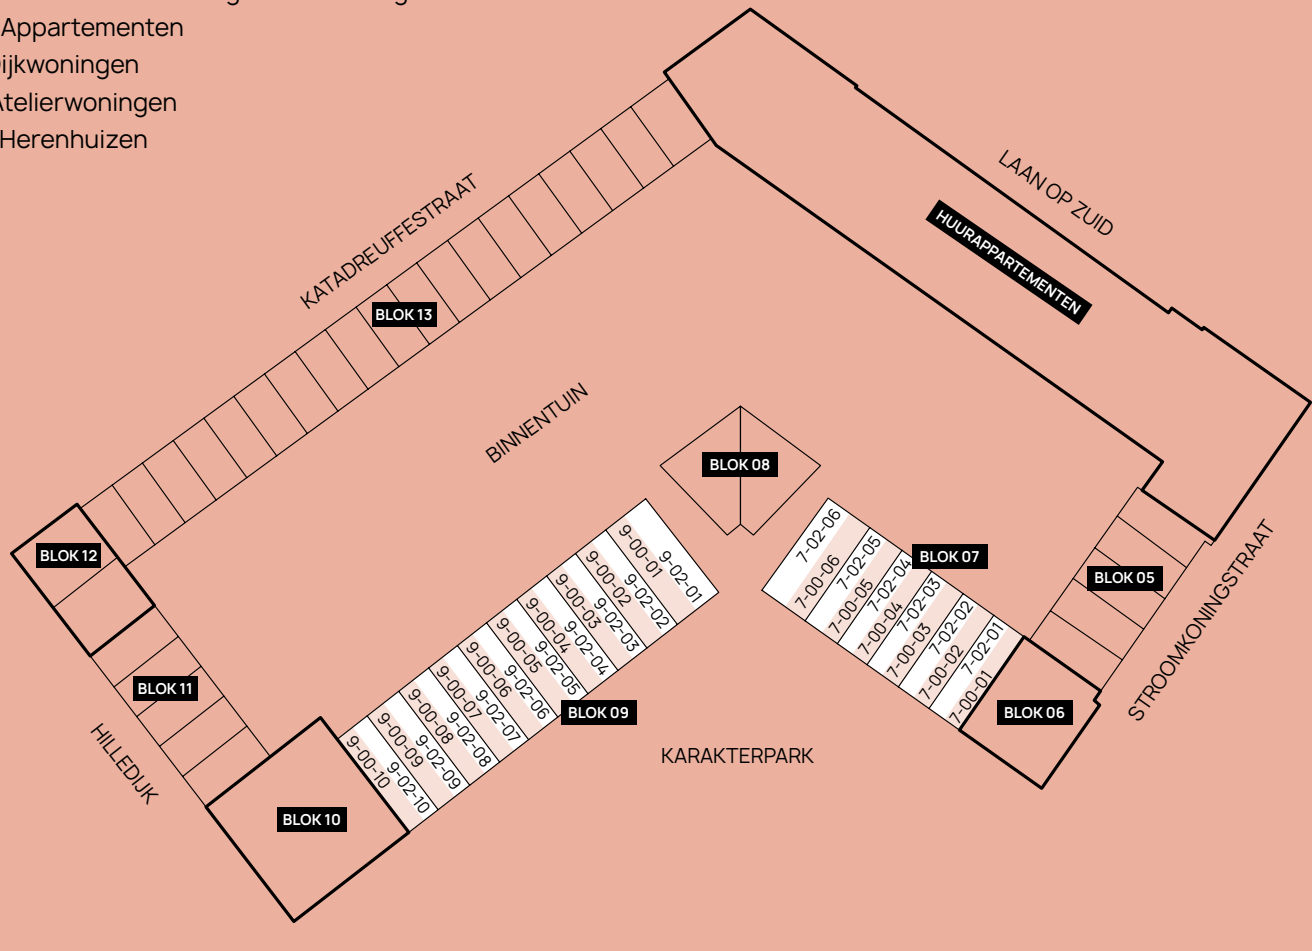 Appartementen
ijkwoningen
Atelierwoningen
Herenhuizen
LAAN OP ZUID
HUURAPPARTEMENTEN
KATADREUFFESTRAAT
BLOK 13
BINNENTUIN
BLOK 08
BLOK 12
BLOK 07
BLOK 05
STROOMKONINGSTRAAT
7-02-06
7-00-06
7-02-05
7-00-05
7-02-04
7-00-04
7-02-03
7-00-03
7-02-02
7-00-02
7-02-01
7-00-01
9-00-01
9-02-01
9-00-02
9-02-02
9-00-03
9-02-03
9-00-04
9-02-04
9-00-05
9-02-05
9-00-06
9-02-06
9-00-07
9-02-07
9-00-08
9-02-08
9-00-09
9-02-09
9-00-10
9-02-10
BLOK 11
BLOK 09
BLOK 06
HILLEDIJK
KARAKTERPARK
BLOK 10